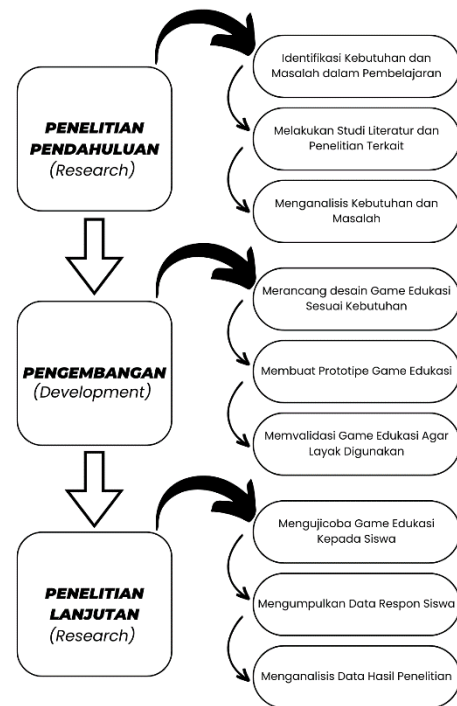 PENELITIAN
PENDAHULUAN
(Research)
Identifikasi Kebutuhan dan
Masalah dalam Pembelajaran
Melakukan Studi Literatur dan
Penelitian Terkait
Menganalisis Kebutuhan dan
Masalah
PENGEMBANGAN
(Development)
Merancang desain Game Edukasi
Sesuai Kebutuhan
Membuat Prototipe Game Edukasi
Memvalidasi Game Edukasi Agar
Layak Digunakan
PENELITIAN
LANJUTAN
(Research)
Mengujicoba Game Edukasi
Kepada Siswa
Mengumpulkan Data Respon Siswa
Menganalisis Data Hasil Penelitian